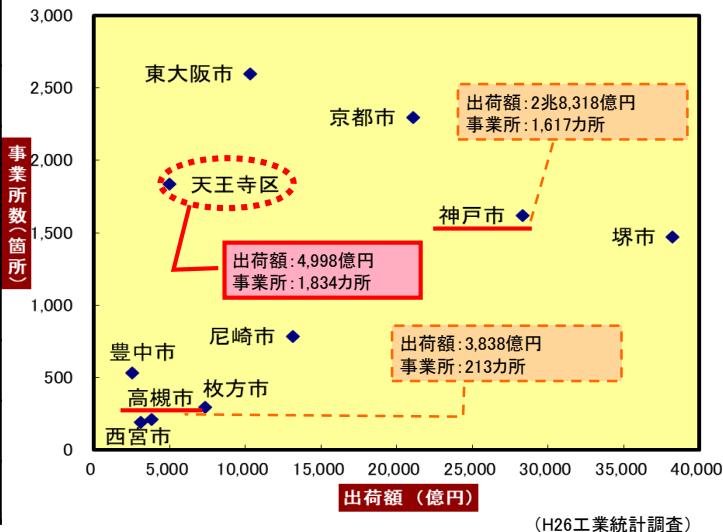 3,000
2,500
2,000
1,500
1,000
500
0
事業所数(箇所)
東大阪市
京都市
出荷額:2兆8,318億円
事業所:1,617カ所
天王寺区
神戸市
堺市
出荷額:4,998億円
事業所:1,834カ所
尼崎市
出荷額:3,838億円
事業所:213カ所
豊中市
高槻市
枚方市
西宮市
0 5,000 10,000 15,000 20,000 25,000 30,000 35,000 40,000
出荷額 (億円)
(H26工業統計調査)